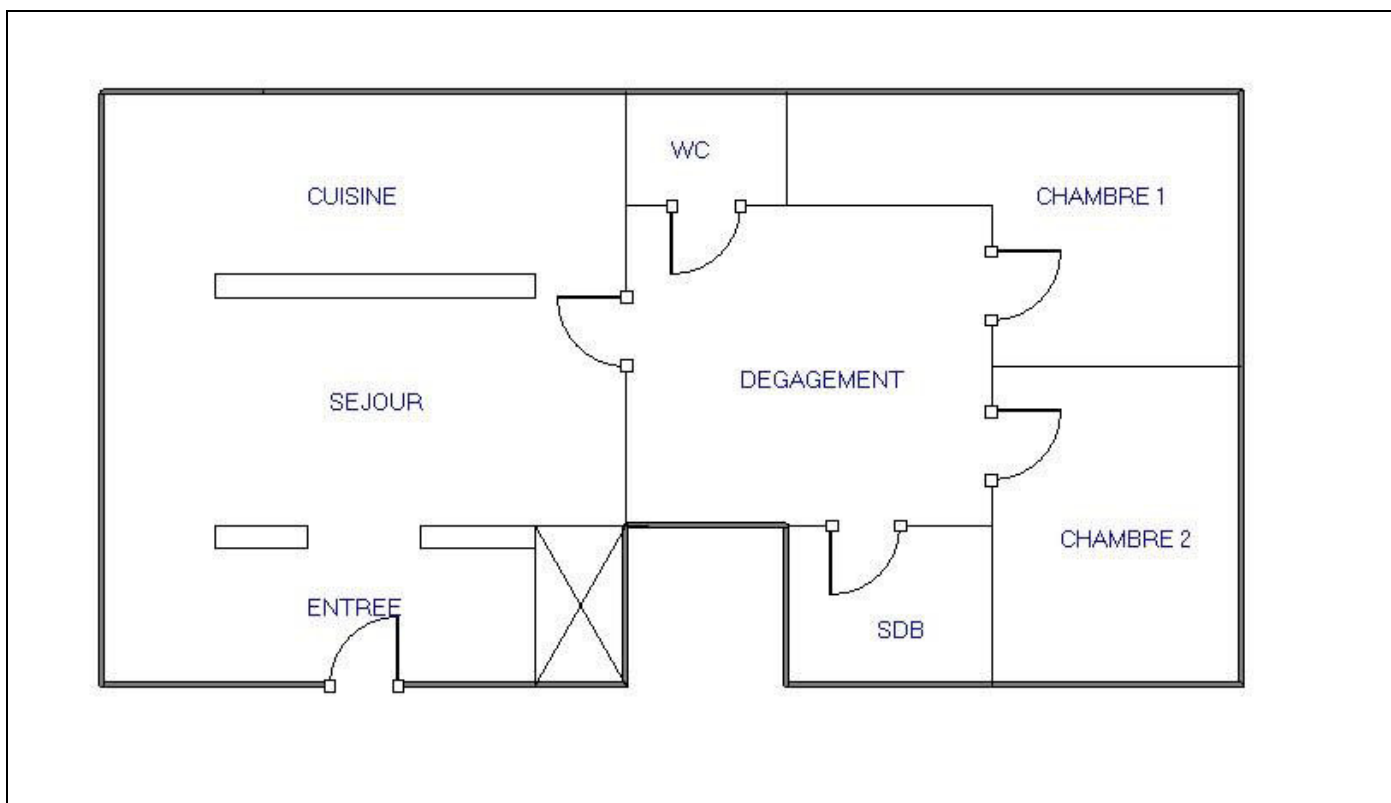 WC
CUISINE
CHAMBRE 1
DEGAGEMENT
SEJOUR
CHAMBRE 2
ENTREE
SDB